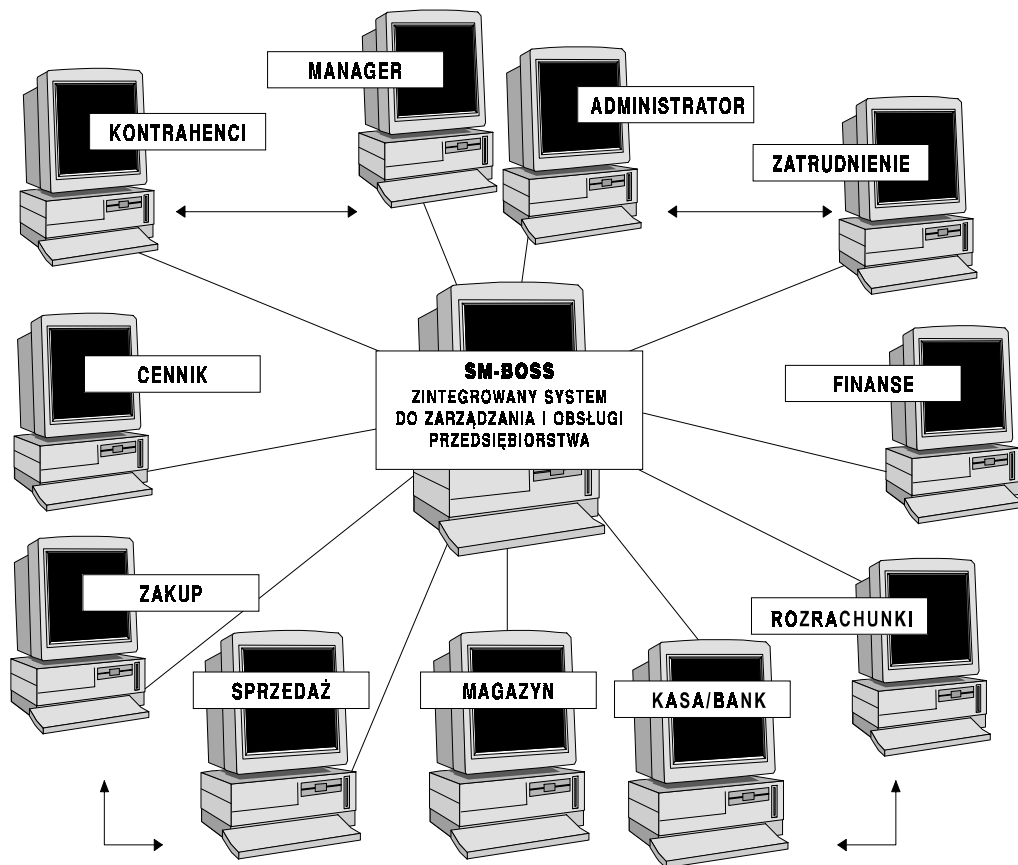 MANAGER
ADMINISTRATOR
KONTRAHENCI
ZATRUDNIENIE
CENNIK
SM-BOSS
ZINTEGROWANY SYSTEM
DO ZARZĄDZANIA I OBSŁUGI
PRZEDSIĘBIORSTWA
FINANSE
ZAKUP
ROZRACHUNKI
SPRZEDAŻ
MAGAZYN
KASA/BANK